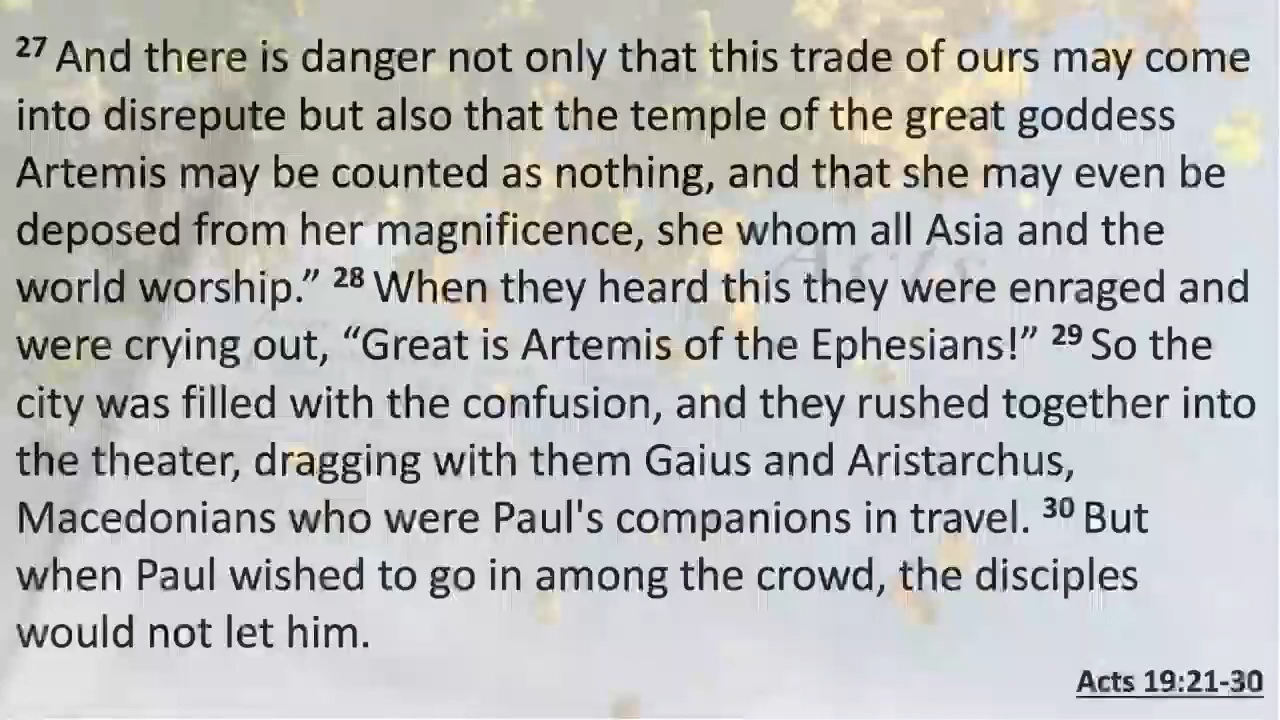 27 And there is danger not only that this trade of ours may come
into disrepute but also that the temple of the great goddess
Artemis may be counted as nothing, and that she may even be
deposed from her magnificence, she whom all Asia and the
world worship.” 28 When they heard this they were enraged and
were crying out, “Great is Artemis of the Ephesians!” 29 So the
city was filled with the confusion, and they rushed together into
the theater, dragging with them Gaius and Aristarchus,
Macedonians who were Paul's companions in travel. 30 But
when Paul wished to go in among the crowd, the disciples
would not let him.
Acts 19:21-30
Acts